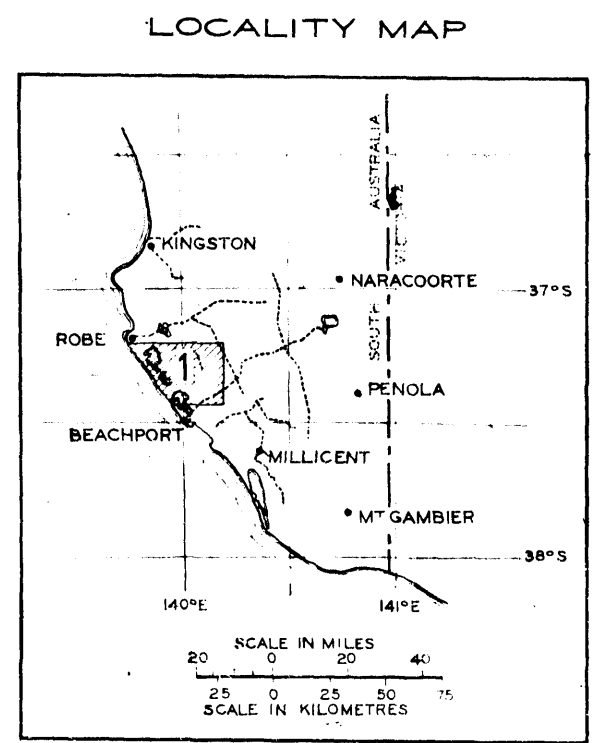 LOCALITY MAP
SOUTH AUSTRALIA
KINGSTON
NARACOORTE
37°S
ROBE
1
PENOLA
BEACHPORT
MILLICENT
MT GAMBIER
38°S
140°E
141°E
SCALE IN MILES
20 0 20 40
25 0 25 50 75
SCALE IN KILOMETRES